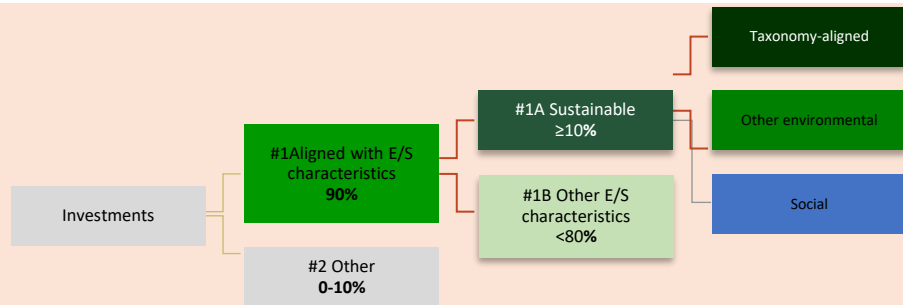 Taxonomy-aligned
#1A Sustainable
≥10%
Other environmental
#1Aligned with E/S
characteristics
90%
#1B Other E/S
characteristics
<80%
Social
Investments
#2 Other
0-10%